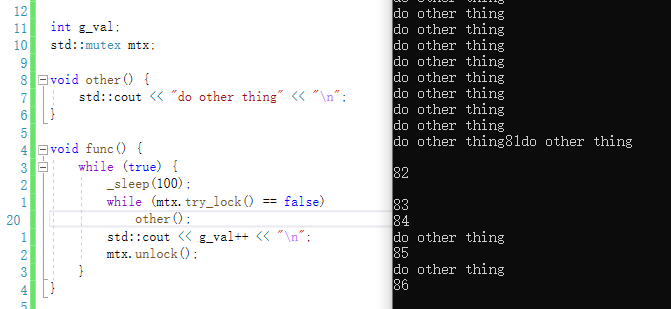 12
11 int g_val;
10 std::mutex mtx;
9
8 void other() {
7 std::cout << "do other thing" << "\n";
6 }
5
4 void func() {
3 while (true) {
2 _sleep(100);
1 while (mtx.try_lock() == false)
20 other();
1 std::cout << g_val++ << "\n";
2 mtx.unlock();
3 }
4 }
5
do other thing
do other thing
do other thing
do other thing
do other thing
do other thing
do other thing
do other thing
do other thing81do other thing
82
83
84
do other thing
85
do other thing
86